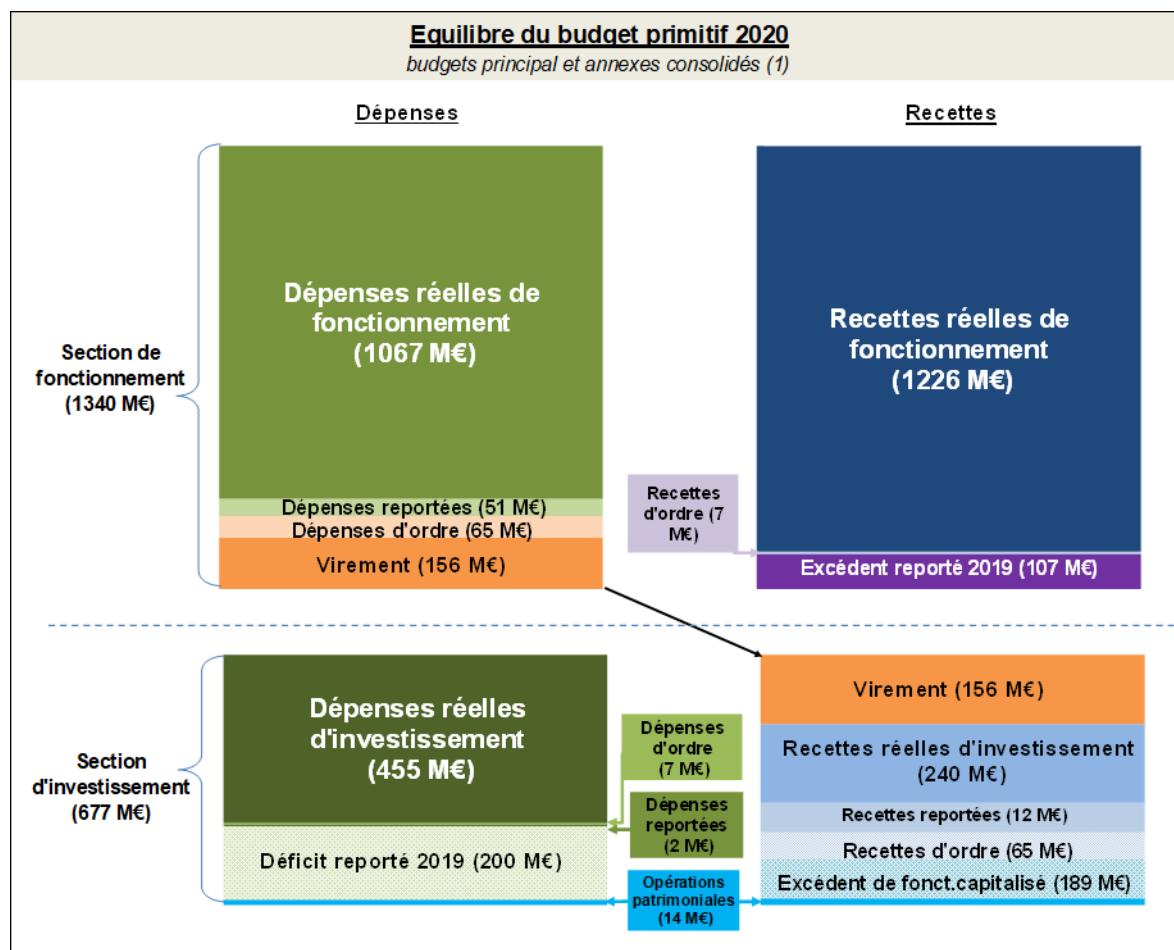 Equilibre du budget primitif 2020
budgets principal et annexes consolidés (1)
Dépenses
Recettes
Section de
fonctionnement
(1340 M€)
Dépenses réelles de
fonctionnement
(1067 M€)
Dépenses reportées (51 M€)
Dépenses d'ordre (65 M€)
Virement (156 M€)
Recettes réelles de
fonctionnement
(1226 M€)
Recettes
d'ordre (7
M€)
Excédent reporté 2019 (107 M€)
Section
d'investissement
(677 M€)
Dépenses réelles
d'investissement
(455 M€)
Déficit reporté 2019 (200 M€)
Dépenses
d'ordre
(7 M€)
Dépenses
reportées
(2 M€)
Opérations
patrimoniales
(14 M€)
Virement (156 M€)
Recettes réelles d'investissement
(240 M€)
Recettes reportées (12 M€)
Recettes d'ordre (65 M€)
Excédent de fonct.capitalisé (189 M€)